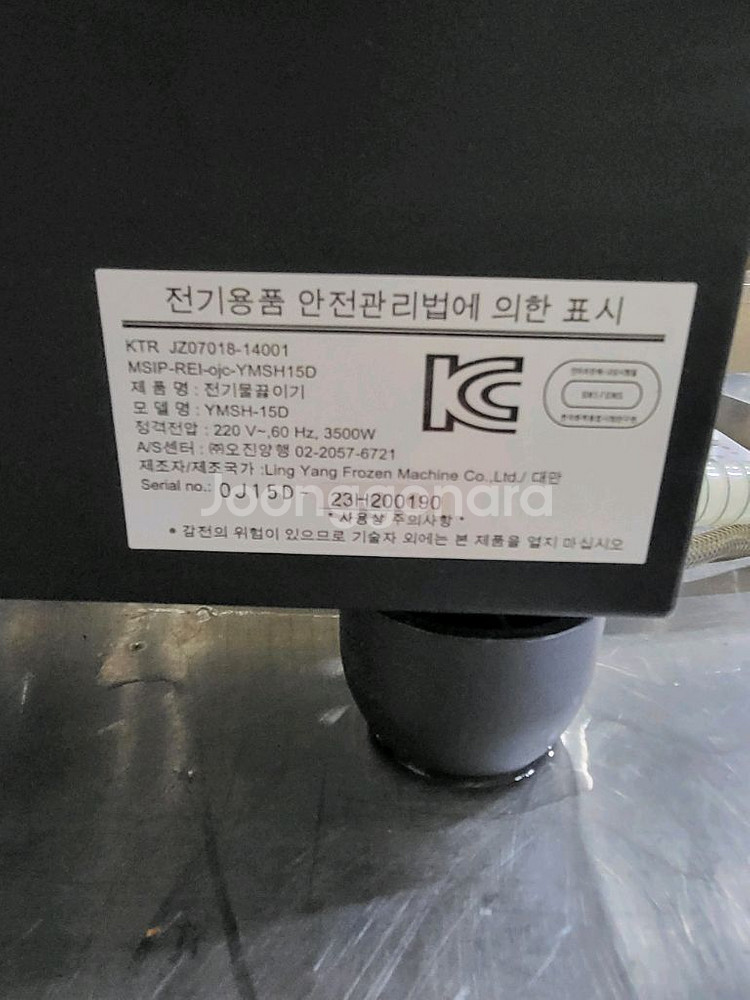 전기용품 안전관리법에 의한 표시
KTR JZ07018-14001
MSIP-REI-ojc-YMSH15D
제 품 명 : 전기물끓이기
모 델 명 : YMSH-15D
정격전압 : 220 V~,60 Hz, 3500W
A/S센터 : ㈜오진양행 02-2057-6721
제조자/제조국가 :Ling Yang Frozen Machine Co.,Ltd./ 대만
Serial no.: OJ15D- 23H200190
* 사용상 주의사항 *
* 감전의 위험이 있으므로 기술자 외에는 본 제품을 열지 마십시오
KC
EMI/EMS
Joonggonara